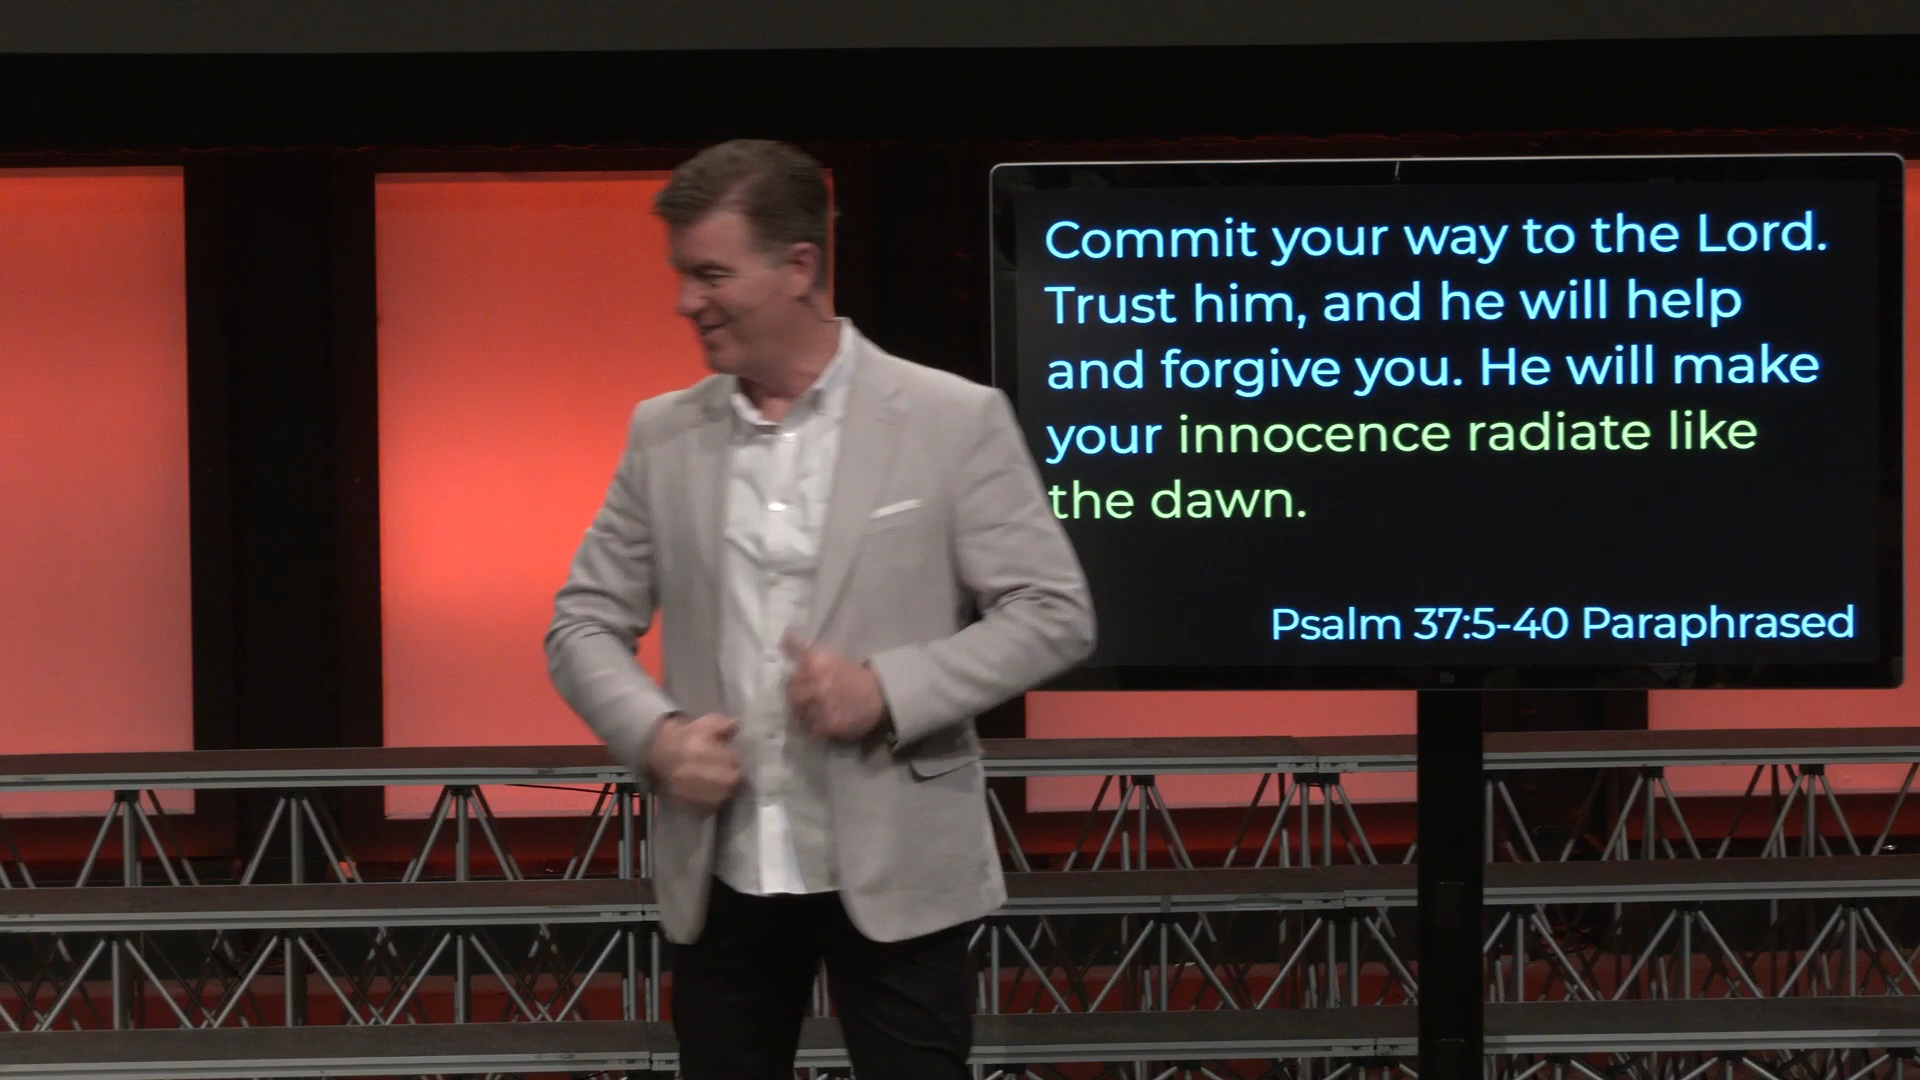 Commit your way to the Lord.
Trust him, and he will help
and forgive you. He will make
your innocence radiate like
the dawn.
Psalm 37:5-40 Paraphrased